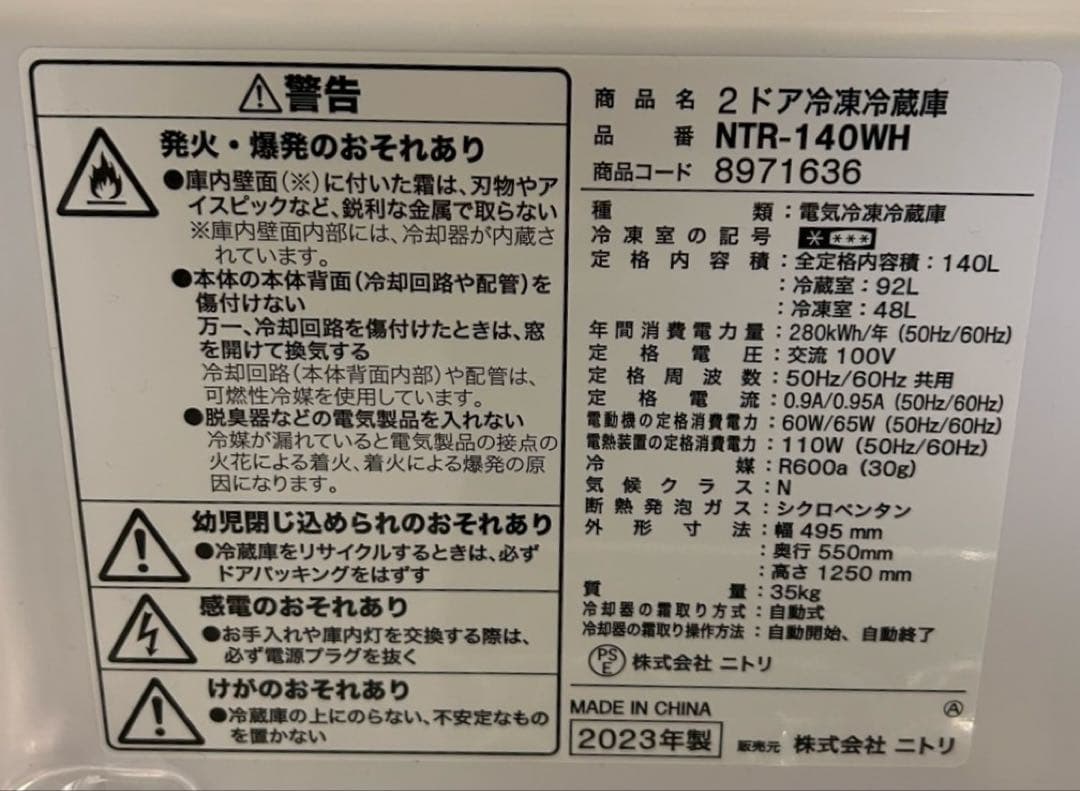 警告
発火・爆発のおそれあり
●庫内壁面(※)に付いた霜は、刃物やア
イスピックなど、鋭利な金属で取らない
※庫内壁面内部には、冷却器が内蔵さ
れています。
●本体の本体背面(冷却回路や配管)を
傷付けない
万一、冷却回路を傷付けたときは、窓
を開けて換気する
冷却回路(本体背面内部)や配管は、
可燃性冷媒を使用しています。
●脱臭器などの電気製品を入れない
冷媒が漏れていると電気製品の接点の
火花による着火、着火による爆発の原
因になります。
幼児閉じ込められのおそれあり
●冷蔵庫をリサイクルするときは、必ず
ドアパッキングをはずす
感電のおそれあり
●お手入れや庫内灯を交換する際は、
必ず電源プラグを抜く
けがのおそれあり
●冷蔵庫の上にのらない、不安定なもの
を置かない
商品名 2ドア冷凍冷蔵庫
品番 NTR-140WH
商品コード 8971636
種類：電気冷凍冷蔵庫
冷凍室の記号 * ***
定格内容積：全定格内容積：140L
：冷蔵室：92L
：冷凍室：48L
年間消費電力量：280kWh/年 (50Hz/60Hz)
定格電圧：交流 100V
定格周波数：50Hz/60Hz 共用
定格電流：0.9A/0.95A (50Hz/60Hz)
電動機の定格消費電力：60W/65W (50Hz/60Hz)
電熱装置の定格消費電力：110W (50Hz/60Hz)
冷媒：R600a (30g)
気候クラス：N
断熱発泡ガス：シクロペンタン
外形寸法：幅 495 mm
：奥行 550mm
：高さ 1250 mm
質量：35kg
冷却器の霜取り方式：自動式
冷却器の霜取り操作方法：自動開始、自動終了
PSE 株式会社 ニトリ
MADE IN CHINA Ⓐ
2023年製 販売元 株式会社 ニトリ